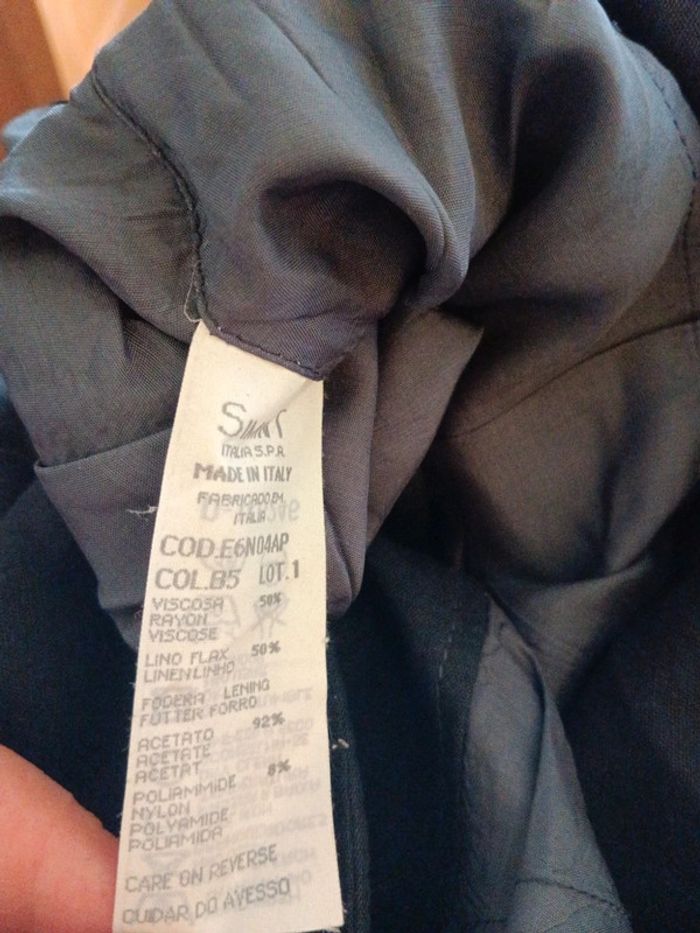 ITALIA S.P.A
MADE IN ITALY
FABRICADO EM
ITALIA
COD.E6N04AP
COL.B5 LOT.1
VISCOSA 50%
RAYON
VISCOSE
LINO FLAX 50%
LINEN LINHO
FODERA LENING
FUTTER FORRO
ACETATO 92%
ACETATE
ACETAT
POLIAMMIDE 8%
NYLON
POLYAMIDE
POLIAMIDA
CARE ON REVERSE
CUIDAR DO AVESSO